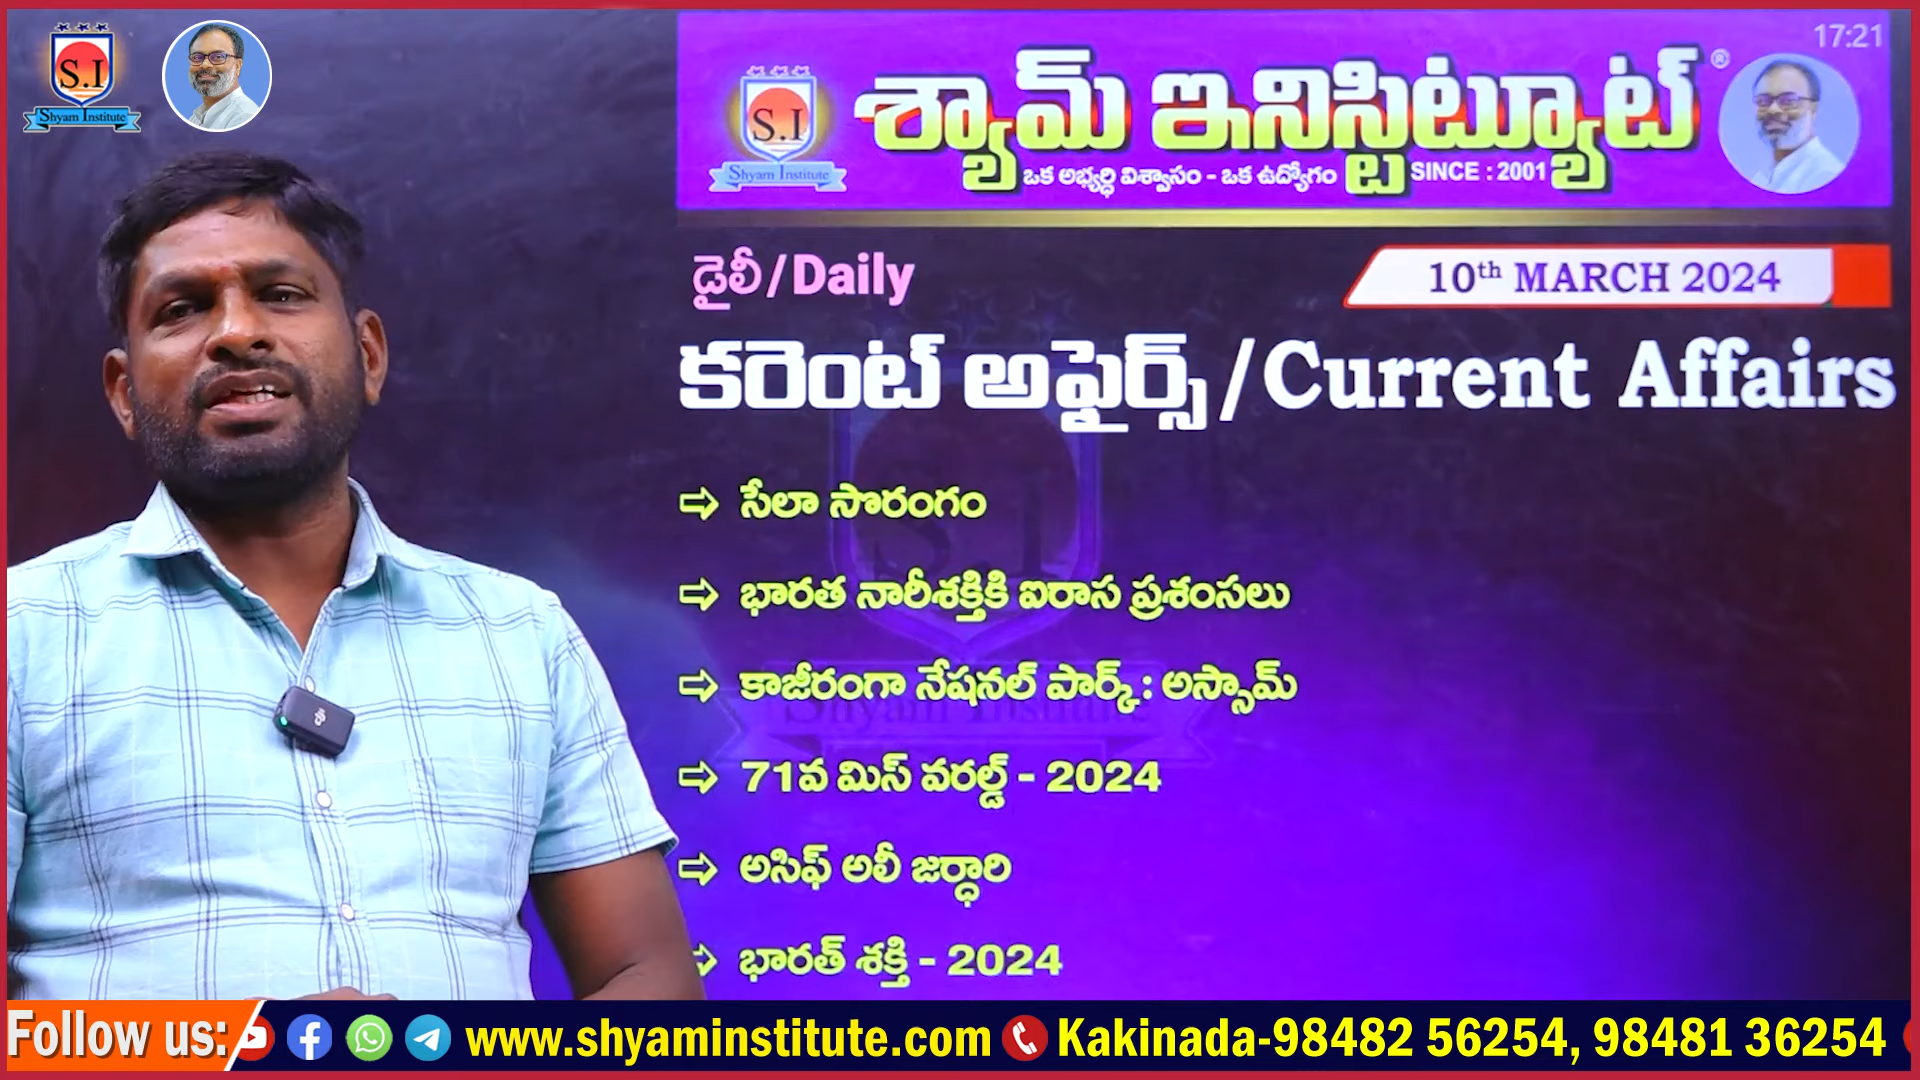 S.I
Shyam Institute
17:21
S.I
Shyam Institute
శ్యామ్ ఇనిస్టిట్యూట్ ®
ఒక అభ్యర్ధి విశ్వాసం - ఒక ఉద్యోగం
SINCE : 2001
డైలీ/Daily
10th MARCH 2024
కరెంట్ అఫైర్స్/Current Affairs
⇨ సేలా సొరంగం
⇨ భారత నారీశక్తికి ఐరాస ప్రశంసలు
⇨ కాజీరంగా నేషనల్ పార్క్: అస్సామ్
⇨ 71వ మిస్ వరల్డ్ - 2024
⇨ అసిఫ్ అలీ జర్ధారి
⇨ భారత్ శక్తి - 2024
S.I
Shyam Institute
Follow us: www.shyaminstitute.com Kakinada-98482 56254, 98481 36254